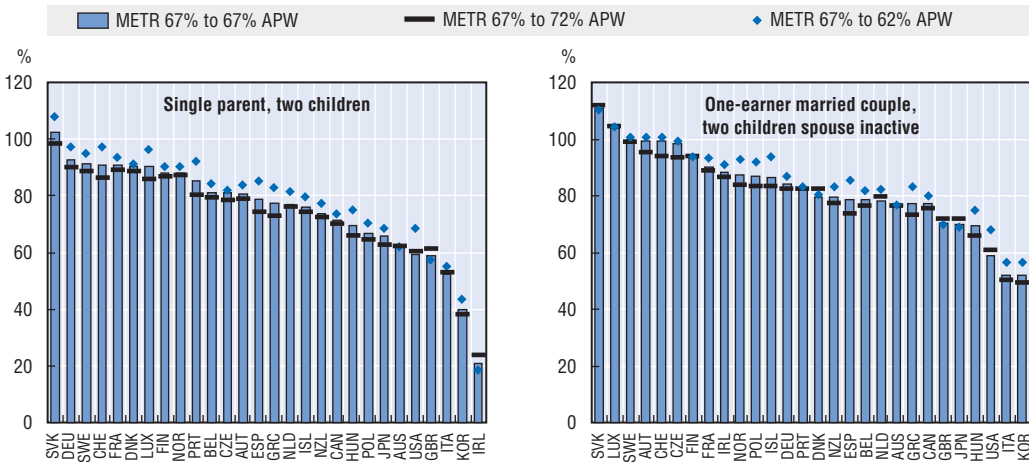 METR 67% to 67% APW METR 67% to 72% APW METR 67% to 62% APW
%
120
100
80
60
40
20
0
Single parent, two children
SVK DEU SWE CHE FRA DNK LUX FIN NOR PRT BEL CZE AUT ESP GRC NLD ISL NZL CAN HUN POL JPN AUS USA GBR ITA KOR IRL
%
120
100
80
60
40
20
0
One-earner married couple,
two children spouse inactive
SVK LUX SWE AUT CHE CZE FIN FRA IRL NOR POL ISL DEU PRT DNK NZL ESP BEL NLD AUS GRC CAN GBR JPN HUN USA ITA KOR